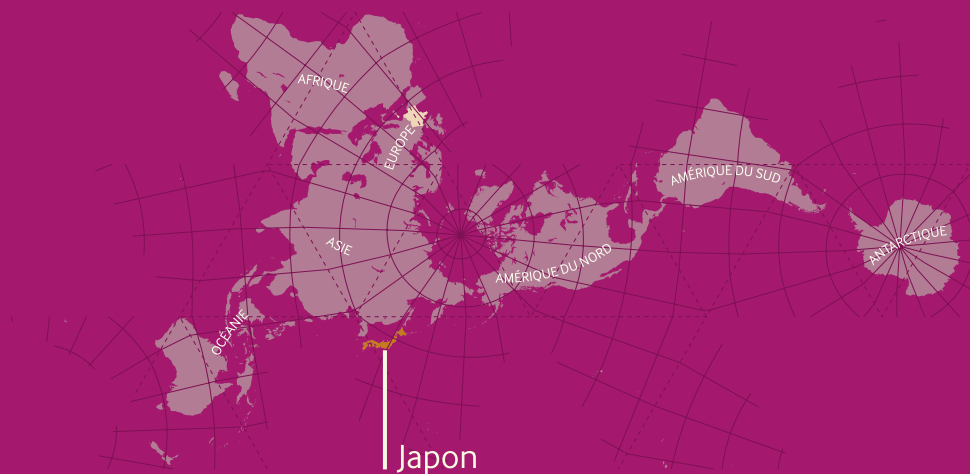 AFRIQUE
EUROPE
AMÉRIQUE DU SUD
ASIE
AMÉRIQUE DU NORD
ANTARCTIQUE
OCÉANIE
Japon